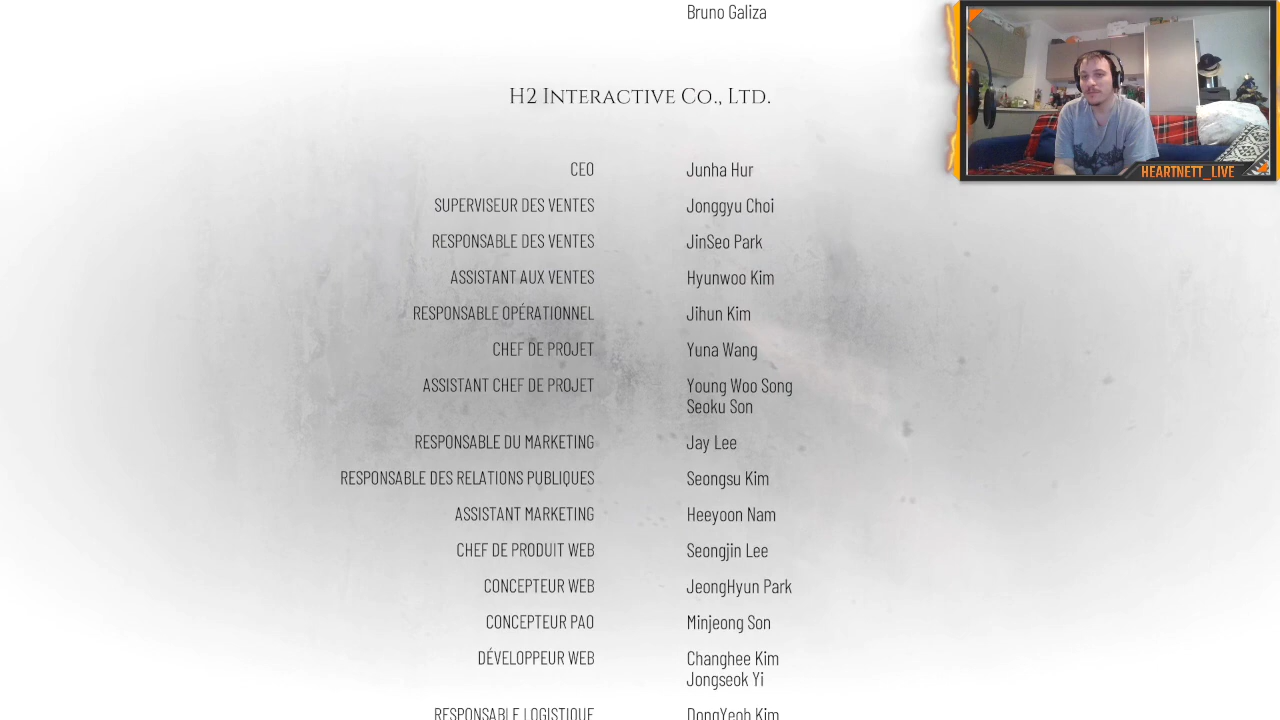 Bruno Galiza
H2 Interactive Co., Ltd.
CEO Junha Hur
SUPERVISEUR DES VENTES Jonggyu Choi
RESPONSABLE DES VENTES JinSeo Park
ASSISTANT AUX VENTES Hyunwoo Kim
RESPONSABLE OPÉRATIONNEL Jihun Kim
CHEF DE PROJET Yuna Wang
ASSISTANT CHEF DE PROJET Young Woo Song
Seoku Son
RESPONSABLE DU MARKETING Jay Lee
RESPONSABLE DES RELATIONS PUBLIQUES Seongsu Kim
ASSISTANT MARKETING Heeyoon Nam
CHEF DE PRODUIT WEB Seongjin Lee
CONCEPTEUR WEB JeongHyun Park
CONCEPTEUR PAO Minjeong Son
DÉVELOPPEUR WEB Changhee Kim
Jongseok Yi
RESPONSABLE LOGISTIQUE DongYeoh Kim
HEARTNETT_LIVE